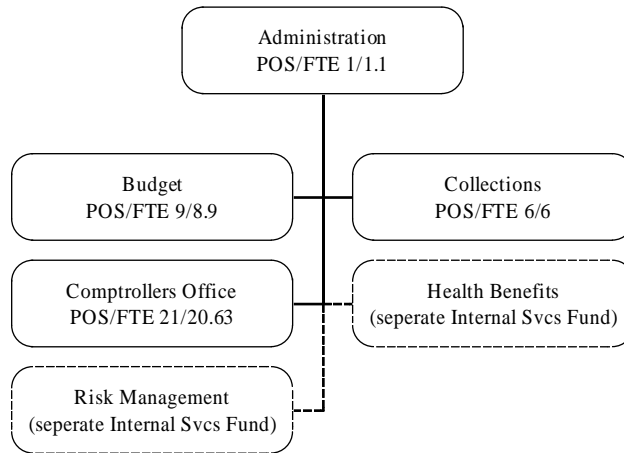 Administration
POS/FTE 1/1.1
Budget
POS/FTE 9/8.9
Collections
POS/FTE 6/6
Comptrollers Office
POS/FTE 21/20.63
Health Benefits
(seperate Internal Svcs Fund)
Risk Management
(seperate Internal Svcs Fund)